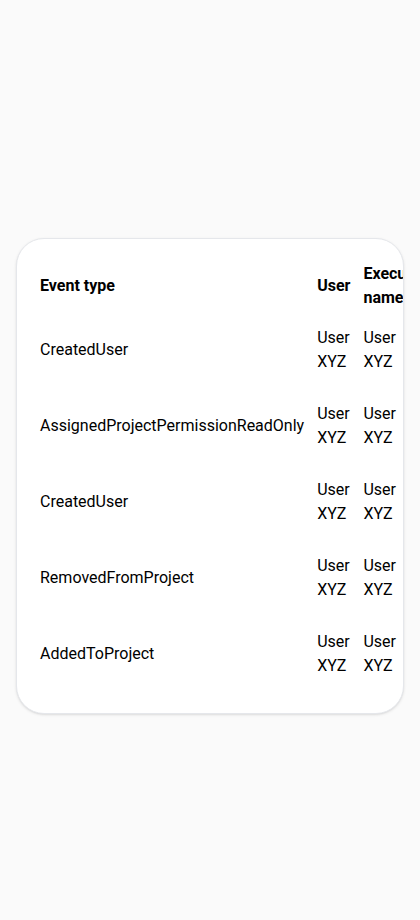 Event type User Execu
name
CreatedUser User XYZ User XYZ
AssignedProjectPermissionReadOnly User XYZ User XYZ
CreatedUser User XYZ User XYZ
RemovedFromProject User XYZ User XYZ
AddedToProject User XYZ User XYZ